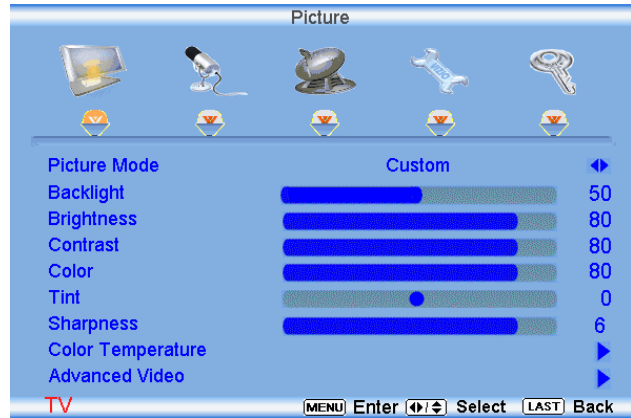 Picture
VIZIO
Picture Mode Custom
Backlight 50
Brightness 80
Contrast 80
Color 80
Tint 0
Sharpness 6
Color Temperature
Advanced Video
TV MENU Enter / Select LAST Back